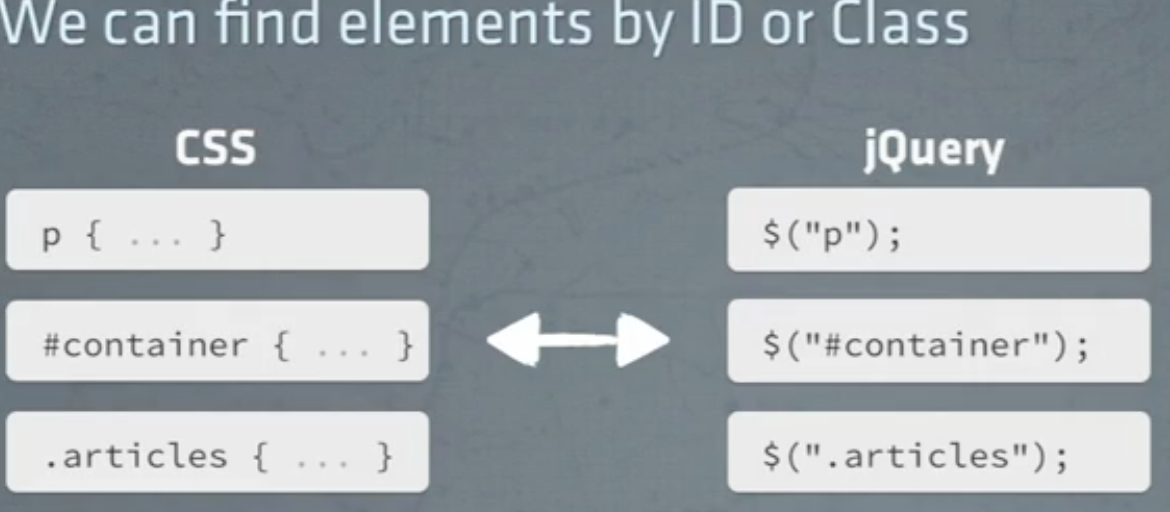 We can find elements by ID or Class
CSS
jQuery
p { ... }
$("p");
#container { ... }
$("#container");
.articles { ... }
$(".articles");